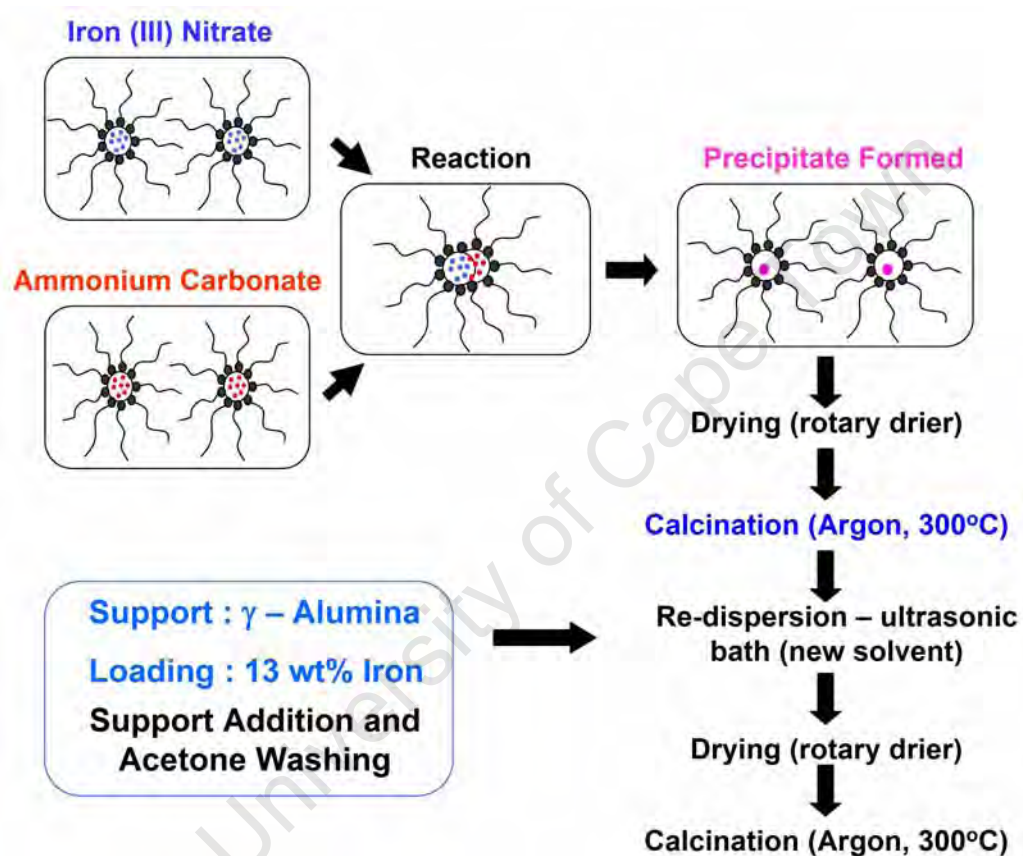 Iron (III) Nitrate
Reaction
Precipitate Formed
Ammonium Carbonate
Drying (rotary drier)
Calcination (Argon, 300°C)
Re-dispersion – ultrasonic
bath (new solvent)
Support : γ – Alumina
Loading : 13 wt% Iron
Support Addition and
Acetone Washing
Drying (rotary drier)
Calcination (Argon, 300°C)
University of Cape Town